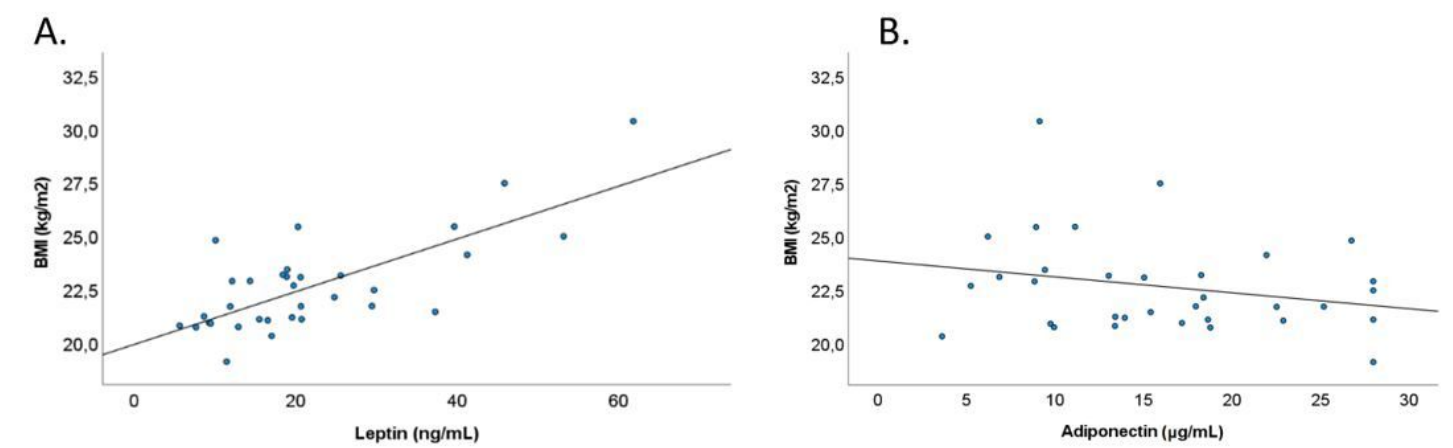 A.
32,5
30,0
27,5
25,0
22,5
20,0
BMI (kg/m2)
0 20 40 60
Leptin (ng/mL)
B.
32,5
30,0
27,5
25,0
22,5
20,0
BMI (kg/m2)
0 5 10 15 20 25 30
Adiponectin (µg/mL)